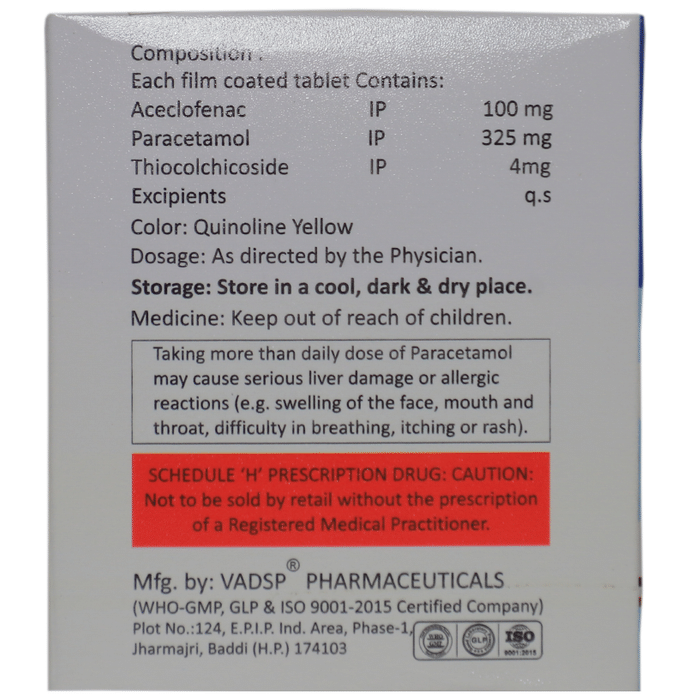 Composition :
Each film coated tablet Contains:
Aceclofenac IP 100 mg
Paracetamol IP 325 mg
Thiocolchicoside IP 4mg
Excipients q.s
Color: Quinoline Yellow
Dosage: As directed by the Physician.
Storage: Store in a cool, dark & dry place.
Medicine: Keep out of reach of children.
Taking more than daily dose of Paracetamol
may cause serious liver damage or allergic
reactions (e.g. swelling of the face, mouth and
throat, difficulty in breathing, itching or rash).
SCHEDULE 'H' PRESCRIPTION DRUG: CAUTION:
Not to be sold by retail without the prescription
of a Registered Medical Practitioner.
Mfg. by: VADSP® PHARMACEUTICALS
(WHO-GMP, GLP & ISO 9001-2015 Certified Company)
Plot No.:124, E.P.I.P. Ind. Area, Phase-1,
Jharmajri, Baddi (H.P.) 174103
GLP
ISO
9001:2015